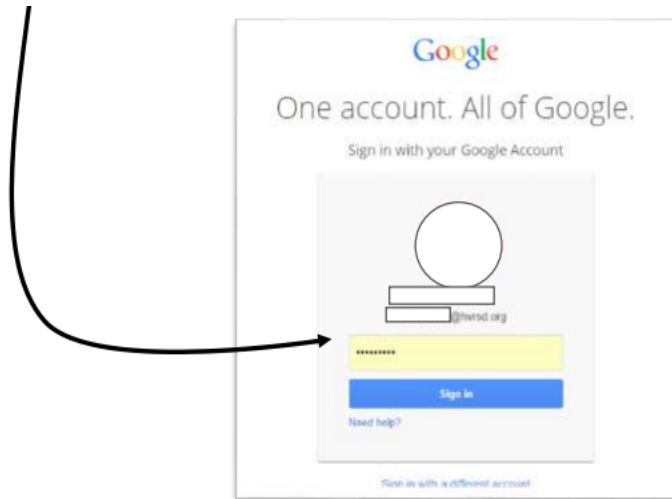 Google
One account. All of Google.
Sign in with your Google Account
@hvrsd.org
•••••••••
Sign in
Need help?
Sign in with a different account